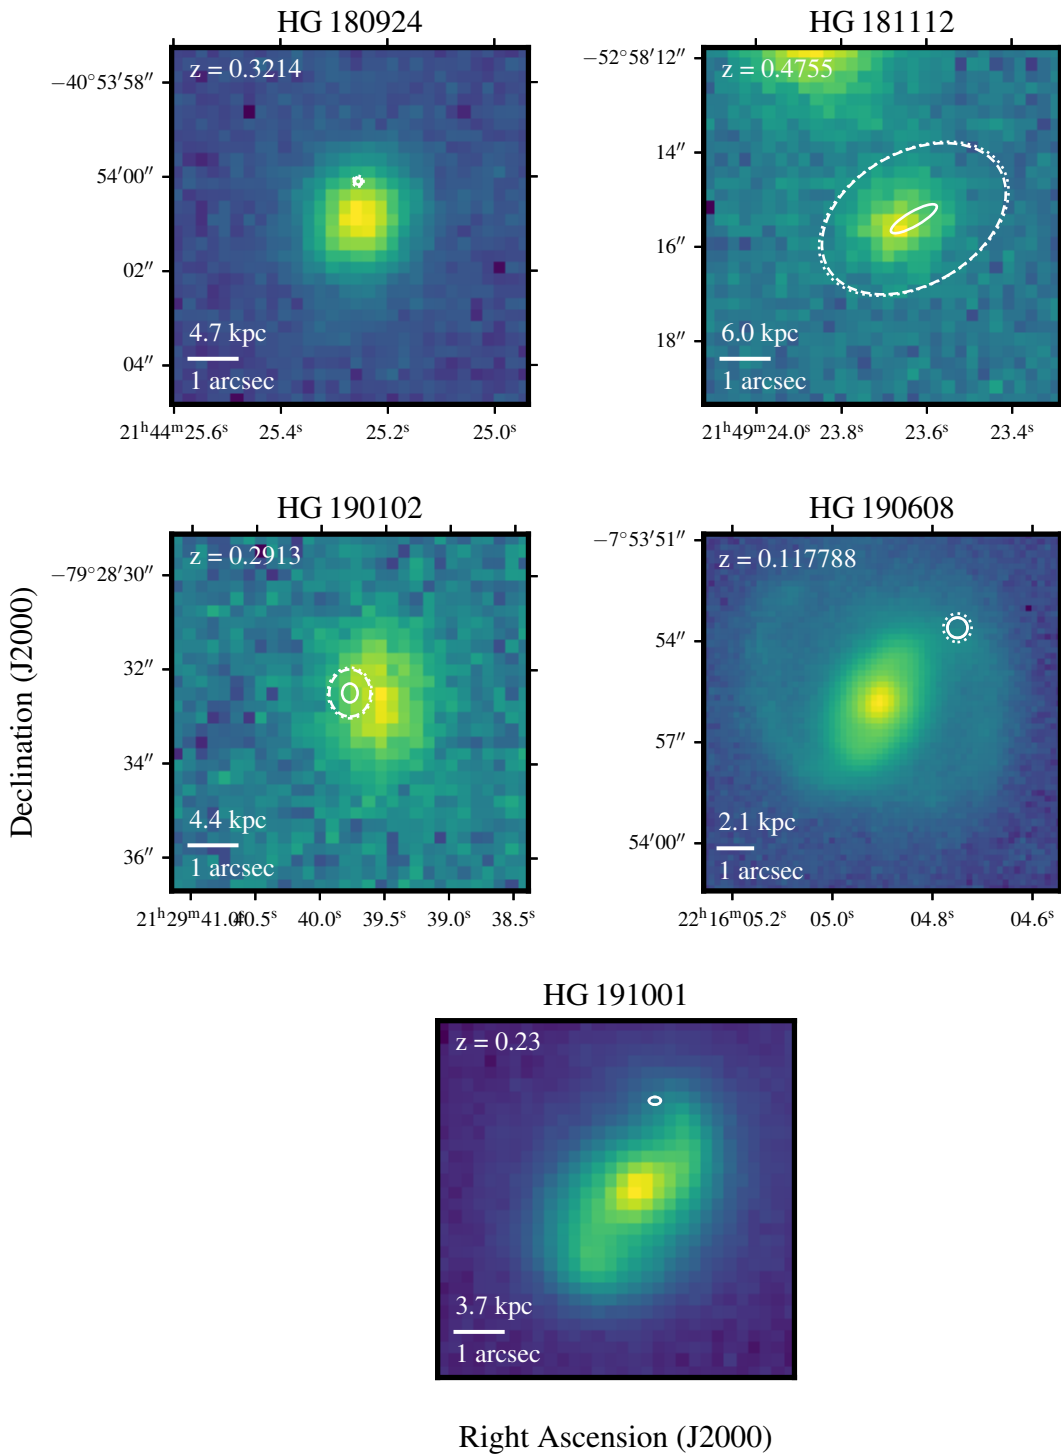 HG 180924
z = 0.3214
−40°53′58″
54′00″
02″
04″
4.7 kpc
1 arcsec
21ʰ44ᵐ25.6ˢ 25.4ˢ 25.2ˢ 25.0ˢ
HG 181112
z = 0.4755
−52°58′12″
14″
16″
18″
6.0 kpc
1 arcsec
21ʰ49ᵐ24.0ˢ 23.8ˢ 23.6ˢ 23.4ˢ
HG 190102
z = 0.2913
−79°28′30″
32″
34″
36″
4.4 kpc
1 arcsec
21ʰ29ᵐ41.0ˢ 40.5ˢ 40.0ˢ 39.5ˢ 39.0ˢ 38.5ˢ
HG 190608
z = 0.117788
−7°53′51″
54″
57″
54′00″
2.1 kpc
1 arcsec
22ʰ16ᵐ05.2ˢ 05.0ˢ 04.8ˢ 04.6ˢ
HG 191001
z = 0.23
3.7 kpc
1 arcsec
Declination (J2000)
Right Ascension (J2000)